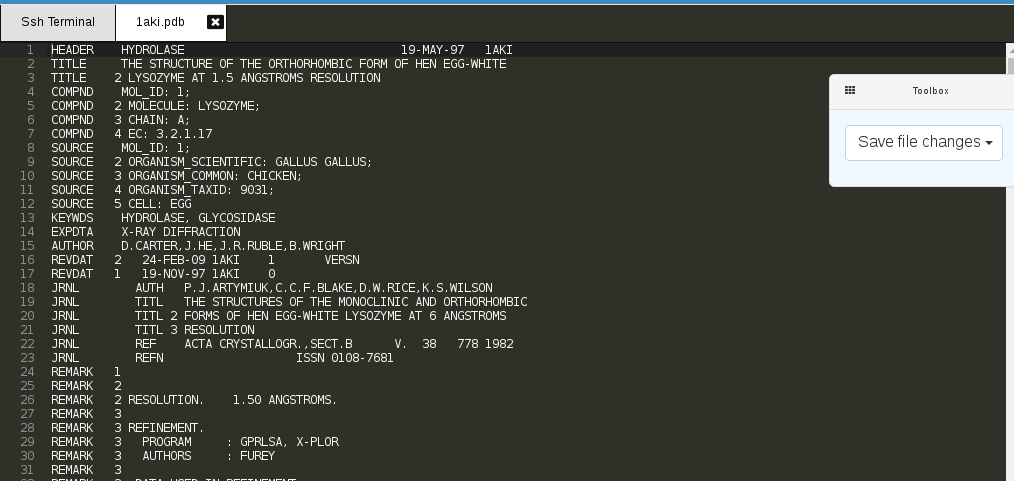 Ssh Terminal
1aki.pdb
1 HEADER    HYDROLASE                               19-MAY-97   1AKI
2 TITLE     THE STRUCTURE OF THE ORTHORHOMBIC FORM OF HEN EGG-WHITE
3 TITLE    2 LYSOZYME AT 1.5 ANGSTROMS RESOLUTION
4 COMPND    MOL_ID: 1;
5 COMPND   2 MOLECULE: LYSOZYME;
6 COMPND   3 CHAIN: A;
7 COMPND   4 EC: 3.2.1.17
8 SOURCE    MOL_ID: 1;
9 SOURCE   2 ORGANISM_SCIENTIFIC: GALLUS GALLUS;
10 SOURCE   3 ORGANISM_COMMON: CHICKEN;
11 SOURCE   4 ORGANISM_TAXID: 9031;
12 SOURCE   5 CELL: EGG
13 KEYWDS    HYDROLASE, GLYCOSIDASE
14 EXPDTA    X-RAY DIFFRACTION
15 AUTHOR    D.CARTER,J.HE,J.R.RUBLE,B.WRIGHT
16 REVDAT   2   24-FEB-09 1AKI    1       VERSN
17 REVDAT   1   19-NOV-97 1AKI    0
18 JRNL        AUTH   P.J.ARTYMIUK,C.C.F.BLAKE,D.W.RICE,K.S.WILSON
19 JRNL        TITL   THE STRUCTURES OF THE MONOCLINIC AND ORTHORHOMBIC
20 JRNL        TITL 2 FORMS OF HEN EGG-WHITE LYSOZYME AT 6 ANGSTROMS
21 JRNL        TITL 3 RESOLUTION
22 JRNL        REF    ACTA CRYSTALLOGR.,SECT.B      V.  38   778 1982
23 JRNL        REFN                   ISSN 0108-7681
24 REMARK   1
25 REMARK   2
26 REMARK   2 RESOLUTION.    1.50 ANGSTROMS.
27 REMARK   3
28 REMARK   3 REFINEMENT.
29 REMARK   3   PROGRAM     : GPRLSA, X-PLOR
30 REMARK   3   AUTHORS     : FUREY
31 REMARK   3
32 REMARK   3  DATA USED IN REFINEMENT
Toolbox
Save file changes